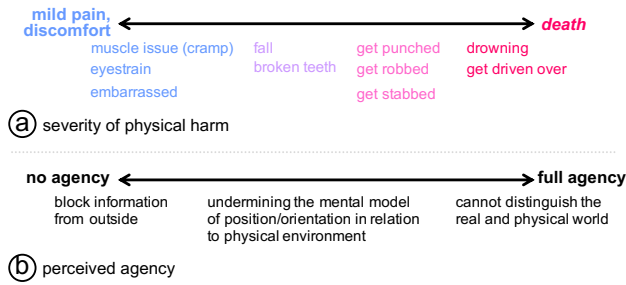 mild pain,
discomfort
death
muscle issue (cramp)
fall
get punched
drowning
eyestrain
broken teeth
get robbed
get driven over
embarrassed
get stabbed
a severity of physical harm
no agency
full agency
block information
from outside
undermining the mental model
of position/orientation in relation
to physical environment
cannot distinguish the
real and physical world
b perceived agency